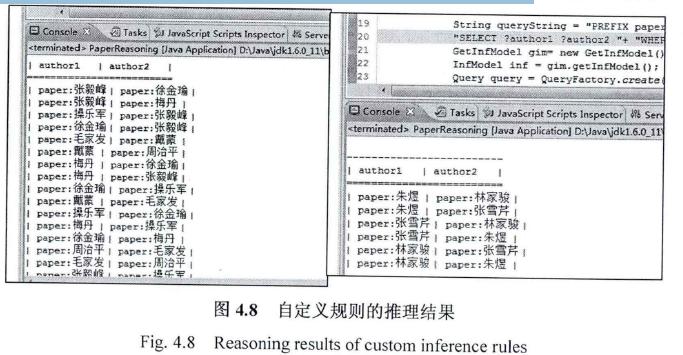 Console Tasks JavaScript Scripts Inspector Serve
<terminated> PaperReasoning [Java Application] D:\Java\jdk1.6.0_11\b
| author1 | author2 |
| paper:张毅峰 | paper:徐金瑜 |
| paper:张毅峰 | paper:梅丹 |
| paper:操乐军 | paper:张毅峰 |
| paper:徐金瑜 | paper:张毅峰 |
| paper:毛家发 | paper:戴蒙 |
| paper:戴蒙 | paper:周治平 |
| paper:梅丹 | paper:徐金瑜 |
| paper:梅丹 | paper:张毅峰 |
| paper:徐金瑜 | paper:操乐军 |
| paper:戴蒙 | paper:毛家发 |
| paper:操乐军 | paper:徐金瑜 |
| paper:梅丹 | paper:操乐军 |
| paper:徐金瑜 | paper:梅丹 |
| paper:周治平 | paper:毛家发 |
| paper:毛家发 | paper:周治平 |
| paper:张毅峰 | paper:操乐军
19 String queryString = "PREFIX paper
20 "SELECT ?author1 ?author2 "+ "WHER
21 GetInfModel gim= new GetInfModel()
22 InfModel inf = gim.getInfModel();
23 Query query = QueryFactory.create(
Console Tasks JavaScript Scripts Inspector Serv
<terminated> PaperReasoning [Java Application] D:\Java\jdk1.6.0_11\
| author1 | author2 |
| paper:朱煜 | paper:林家骏 |
| paper:朱煜 | paper:张雪芹 |
| paper:张雪芹 | paper:林家骏 |
| paper:张雪芹 | paper:朱煜 |
| paper:林家骏 | paper:张雪芹 |
| paper:林家骏 | paper:朱煜 |
图 4.8 自定义规则的推理结果
Fig. 4.8 Reasoning results of custom inference rules